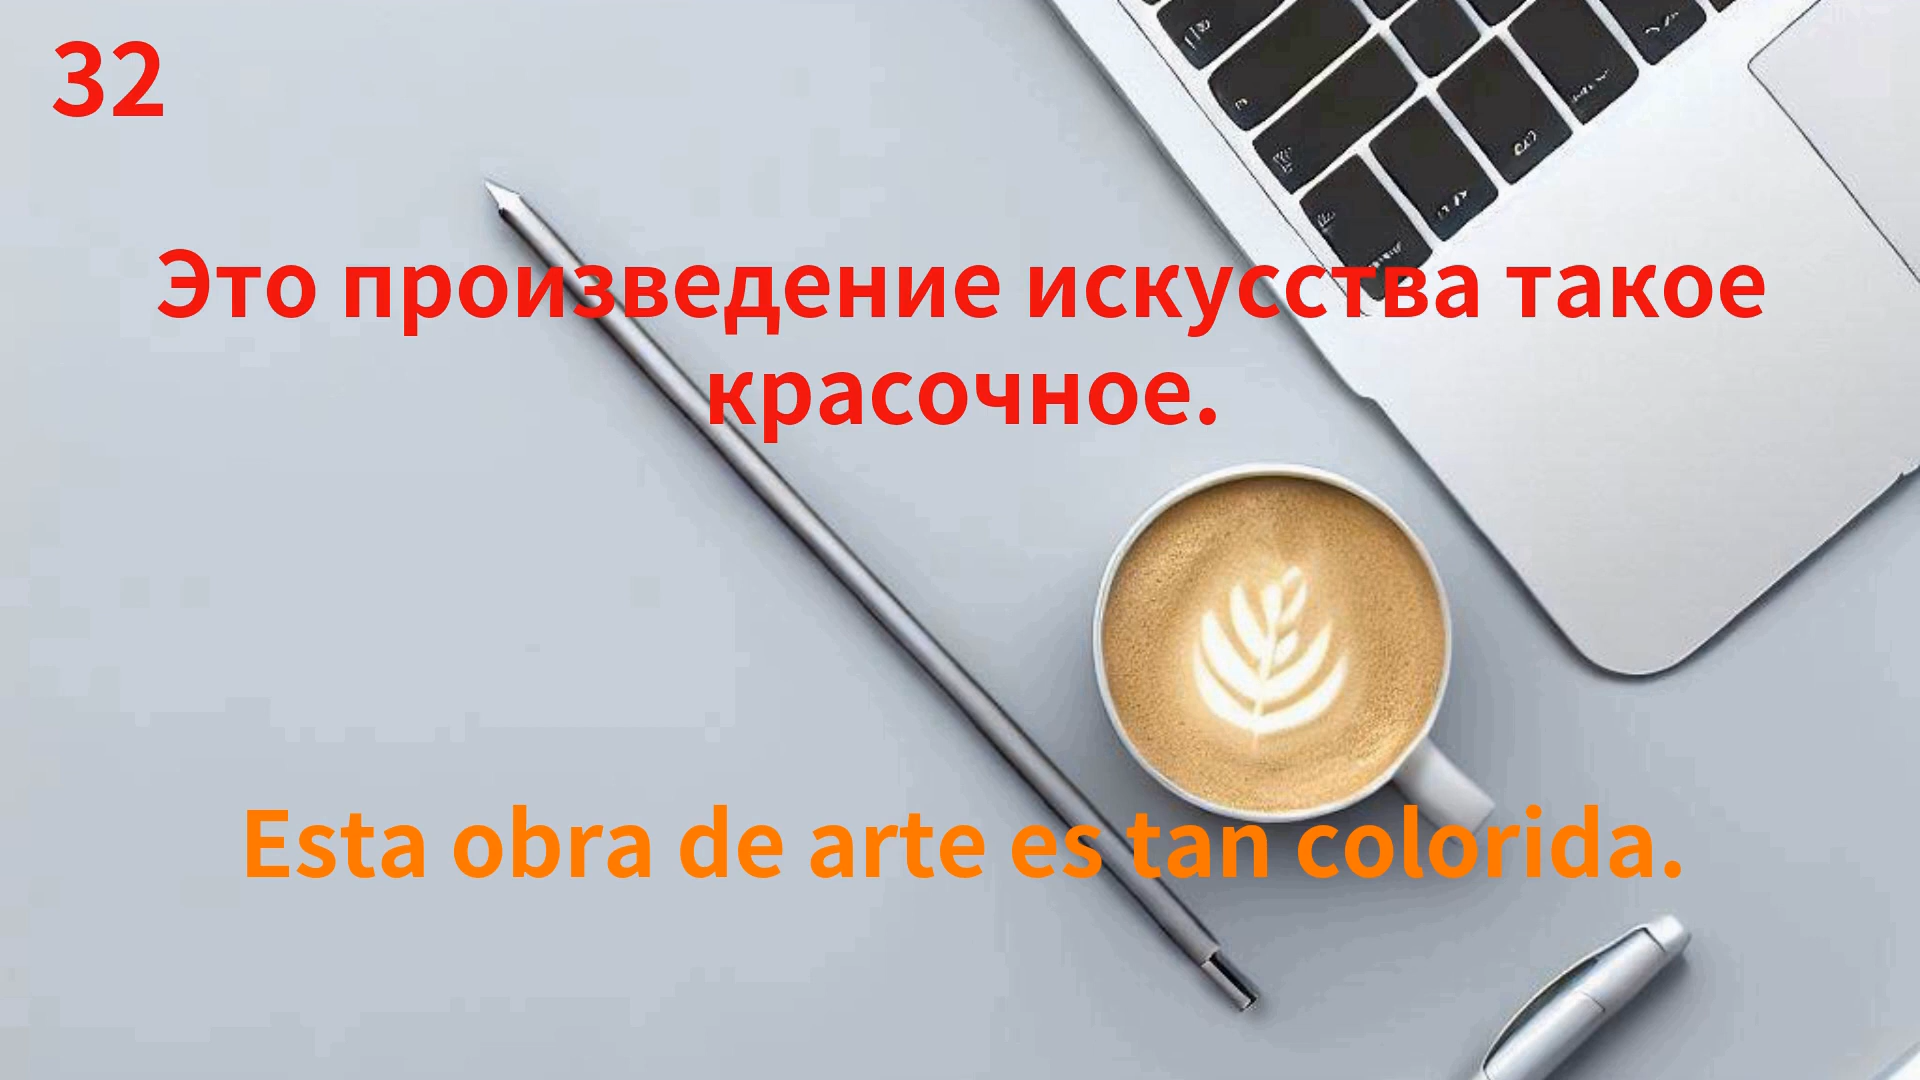 32
Это произведение искусства такое
красочное.
Esta obra de arte es tan colorida.